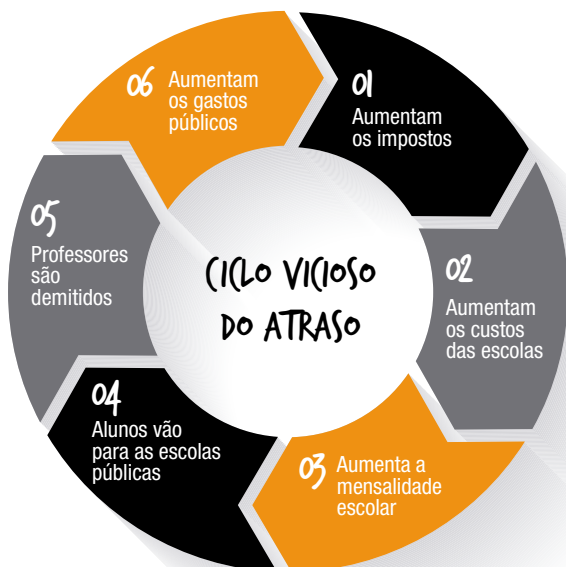 CICLO VICIOSO
DO ATRASO
01
Aumentam
os impostos
02
Aumentam
os custos
das escolas
03
Aumenta a
mensalidade
escolar
04
Alunos vão
para as escolas
públicas
05
Professores
são
demitidos
06
Aumentam
os gastos
públicos